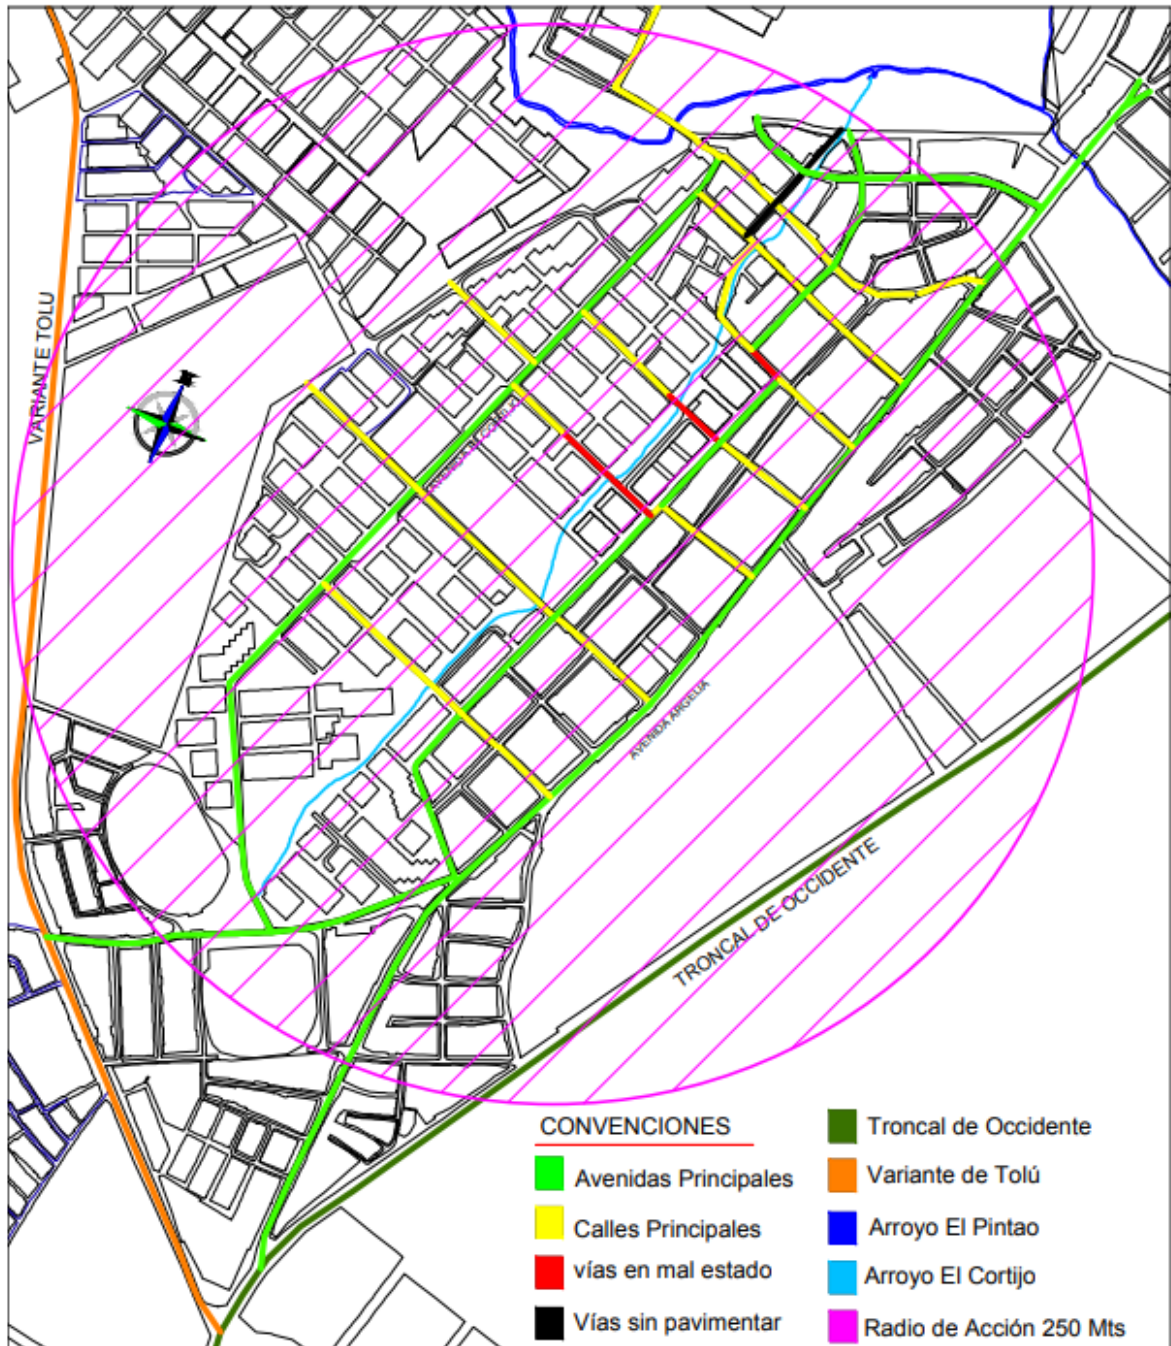 VARIANTE TOLU
AVENIDA ARGELIA
TRONCAL DE OCCIDENTE
CONVENCIONES
Avenidas Principales
Calles Principales
vías en mal estado
Vías sin pavimentar
Troncal de Occidente
Variante de Tolú
Arroyo El Pintao
Arroyo El Cortijo
Radio de Acción 250 Mts